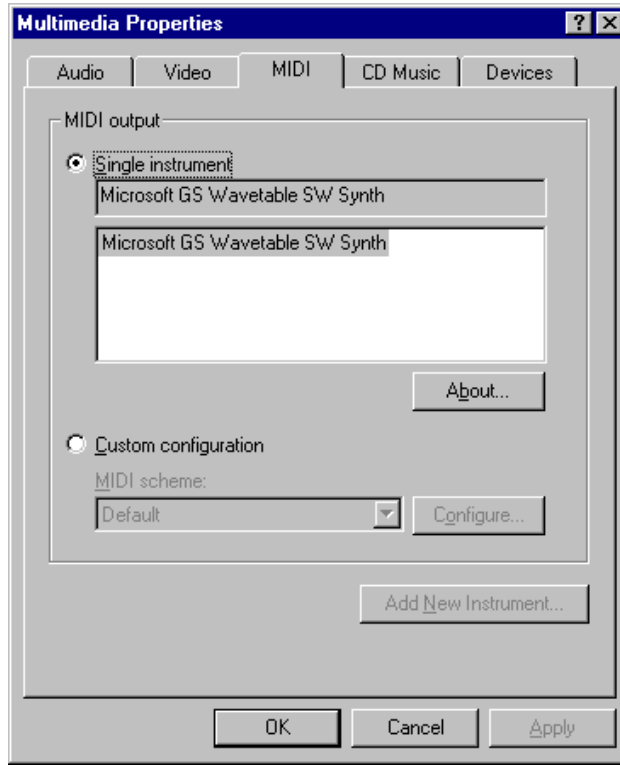 Multimedia Properties
Audio Video MIDI CD Music Devices
MIDI output
Single instrument
Microsoft GS Wavetable SW Synth
Microsoft GS Wavetable SW Synth
About...
Custom configuration
MIDI scheme:
Default Configure...
Add New Instrument...
OK Cancel Apply